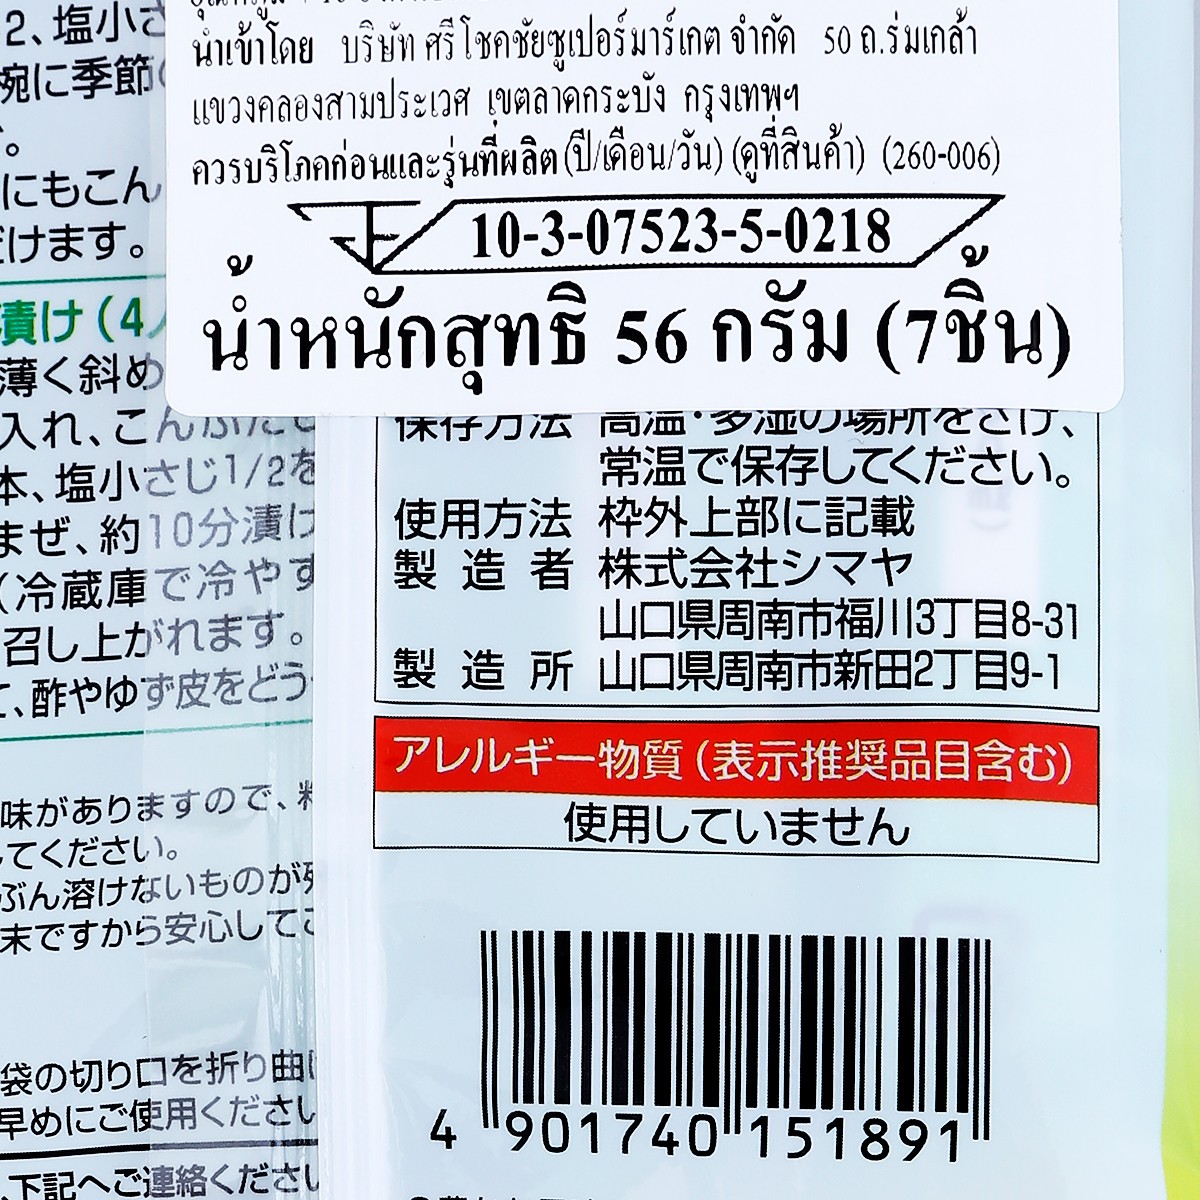 นำเข้าโดย บริษัท ศรีโชคชัยซูเปอร์มาร์เกต จำกัด 50 ถ.ร่มเกล้า
แขวงคลองสามประเวศ เขตลาดกระบัง กรุงเทพฯ
ควรบริโภคก่อนและรุ่นที่ผลิต (ปี/เดือน/วัน) (ดูที่สินค้า) (260-006)
10-3-07523-5-0218
น้ำหนักสุทธิ 56 กรัม (7ชิ้น)
2、塩小さ
椀に季節の
す。
にもこん
だけます。
漬け(4人
薄く斜め
入れ、こんぶだし
本、塩小さじ1/2を
まぜ、約10分漬け
(冷蔵庫で冷やす
召し上がれます。
て、酢やゆず皮をどう
味がありますので、
してください。
ぶん溶けないものが残
末ですから安心してご
袋の切り口を折り曲げ
早めにご使用ください
、下記へご連絡ください
保存方法 高温・多湿の場所をさけ、
常温で保存してください。
使用方法 枠外上部に記載
製造者 株式会社シマヤ
山口県周南市福川3丁目8-31
製造所 山口県周南市新田2丁目9-1
アレルギー物質(表示推奨品目含む)
使用していません
4 901740 151891